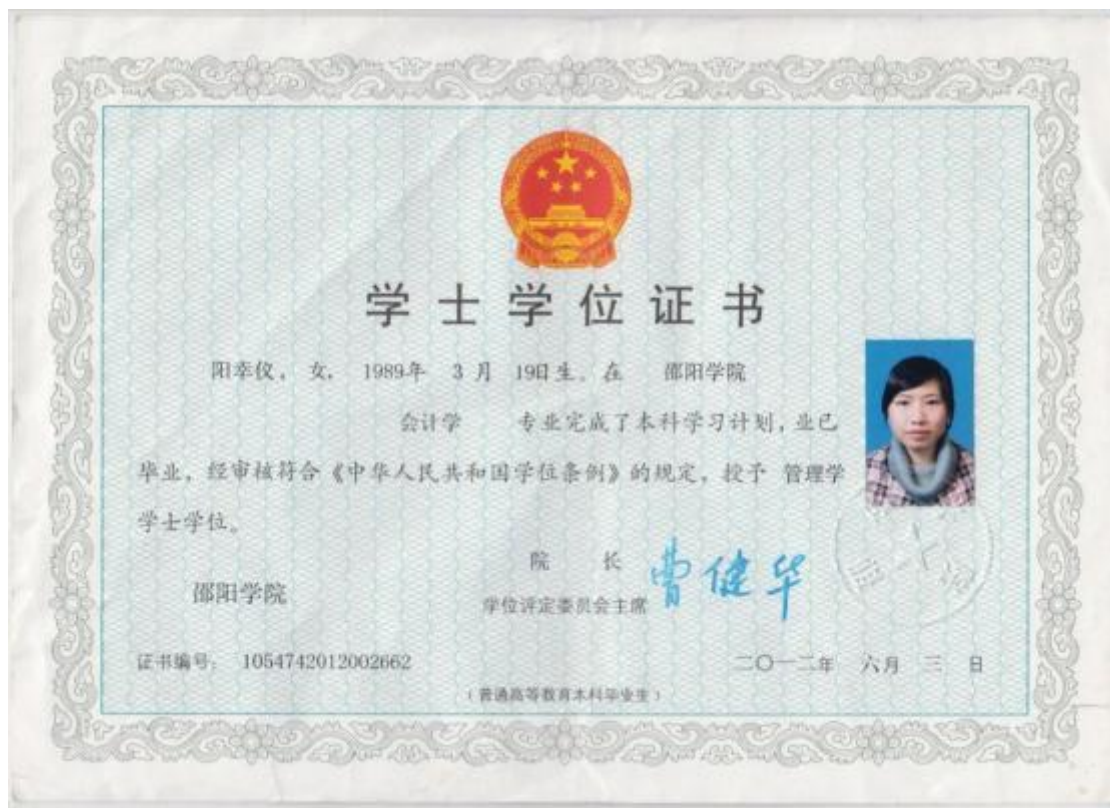 学士学位证书
阳幸仪，女，1989年 3 月 19日生。在 邵阳学院
会计学 专业完成了本科学习计划，业已
毕业，经审核符合《中华人民共和国学位条例》的规定，授予 管理学
学士学位。
院 长 曹健华
邵阳学院
学位评定委员会主席
证书编号：1054742012002662 二〇一二年 六月 三 日
（普通高等教育本科毕业生）